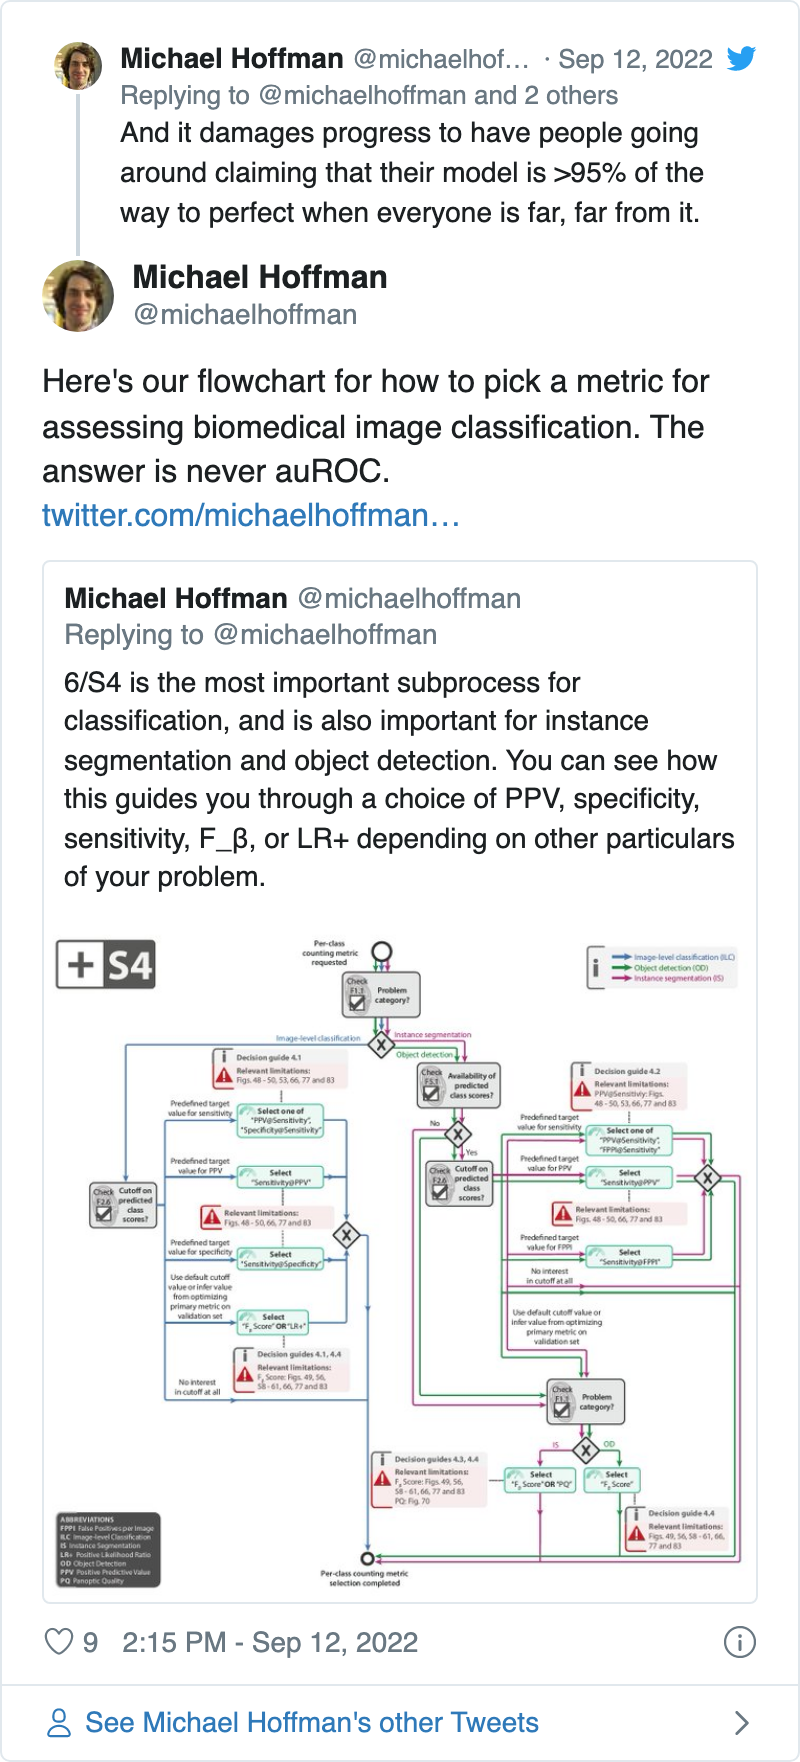 Michael Hoffman @michaelhof... · Sep 12, 2022
Replying to @michaelhoffman and 2 others
And it damages progress to have people going
around claiming that their model is >95% of the
way to perfect when everyone is far, far from it.
Michael Hoffman
@michaelhoffman
Here's our flowchart for how to pick a metric for
assessing biomedical image classification. The
answer is never auROC.
twitter.com/michaelhoffman…
Michael Hoffman @michaelhoffman
Replying to @michaelhoffman
6/S4 is the most important subprocess for
classification, and is also important for instance
segmentation and object detection. You can see how
this guides you through a choice of PPV, specificity,
sensitivity, F_β, or LR+ depending on other particulars
of your problem.
+ S4
Per-class
counting metric
requested
Check
F1.1
Problem
category?
X
i
Image-level classification (ILC)
Object detection (OD)
Instance segmentation (IS)
Image-level classification
Instance segmentation
Object detection
i Decision guide 4.1
Relevant limitations:
Figs. 48 - 50, 53, 66, 77 and 83
Predefined target
value for sensitivity
Select one of
"PPV@Sensitivity",
"Specificity@Sensitivity"
Predefined target
value for PPV
Select
"Sensitivity@PPV"
Check
F2.6
Cutoff on
predicted
class
scores?
Relevant limitations:
Figs. 48 - 50, 66, 77 and 83
X
Predefined target
value for specificity
Select
"Sensitivity@Specificity"
Use default cutoff
value or infer value
from optimizing
primary metric on
validation set
Select
"Fβ Score" OR "LR+"
i Decision guides 4.1, 4.4
Relevant limitations:
Fβ Score: Figs. 49, 56,
58 - 61, 66, 77 and 83
No interest
in cutoff at all
Check
F5.1
Availability of
predicted
class scores?
No
X
Yes
Check
F2.6
Cutoff on
predicted
class
scores?
i Decision guide 4.2
Relevant limitations:
PPV@Sensitivity: Figs.
48 - 50, 53, 66, 77 and 83
Predefined target
value for sensitivity
Select one of
"PPV@Sensitivity",
"FPPI@Sensitivity"
Predefined target
value for PPV
Select
"Sensitivity@PPV"
X
Relevant limitations:
Figs. 48 - 50, 66, 77 and 83
Predefined target
value for FPPI
Select
"Sensitivity@FPPI"
No interest
in cutoff at all
Use default cutoff value or
infer value from optimizing
primary metric on
validation set
Check
F1.1
Problem
category?
IS
X
OD
i Decision guides 4.3, 4.4
Relevant limitations:
Fβ Score: Figs. 49, 56,
58 - 61, 66, 77 and 83
PQ: Fig. 70
Select
"Fβ Score" OR "PQ"
Select
"Fβ Score"
i Decision guide 4.4
Relevant limitations:
Figs. 49, 56, 58 - 61, 66,
77 and 83
ABBREVIATIONS
FPPI False Positives per Image
ILC Image-level Classification
IS Instance Segmentation
LR+ Positive Likelihood Ratio
OD Object Detection
PPV Positive Predictive Value
PQ Panoptic Quality
Per-class counting metric
selection completed
9 2:15 PM - Sep 12, 2022
See Michael Hoffman's other Tweets